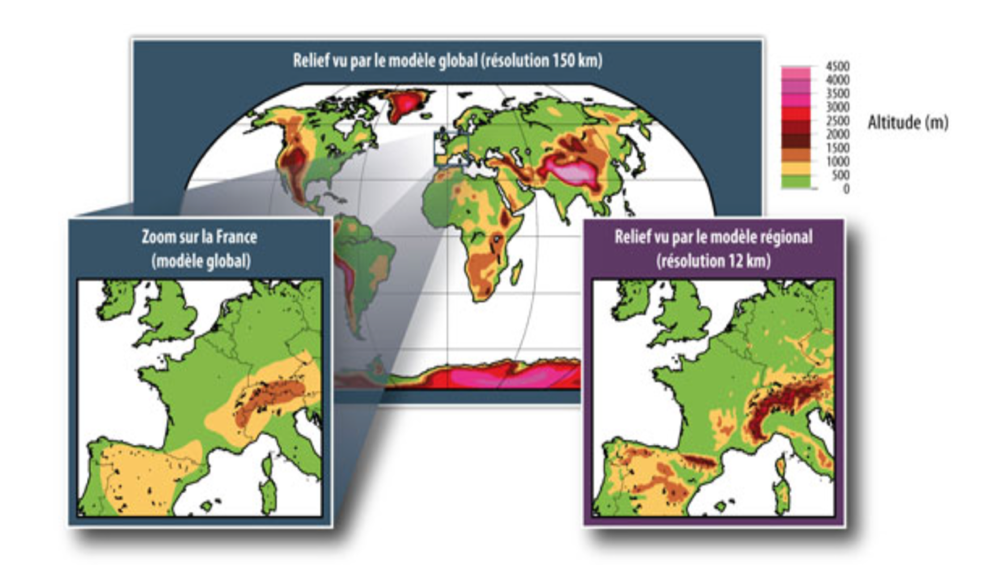 Relief vu par le modèle global (résolution 150 km)
4500
4000
3500
3000
2500
2000
1500
1000
500
0
Altitude (m)
Zoom sur la France
(modèle global)
Relief vu par le modèle régional
(résolution 12 km)